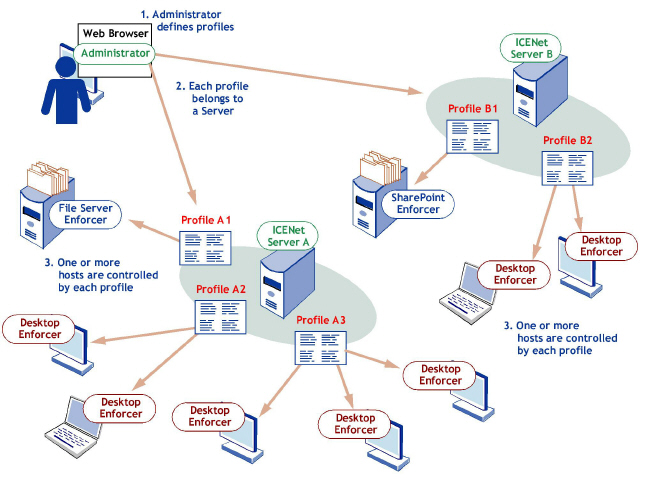 1. Administrator
defines profiles
Web Browser
Administrator
2. Each profile
belongs to
a Server
ICENet
Server B
Profile B1
Profile B2
SharePoint
Enforcer
Desktop
Enforcer
Desktop
Enforcer
3. One or more
hosts are controlled
by each profile
File Server
Enforcer
Profile A1
ICENet
Server A
3. One or more
hosts are controlled
by each profile
Profile A2
Profile A3
Desktop
Enforcer
Desktop
Enforcer
Desktop
Enforcer
Desktop
Enforcer
Desktop
Enforcer